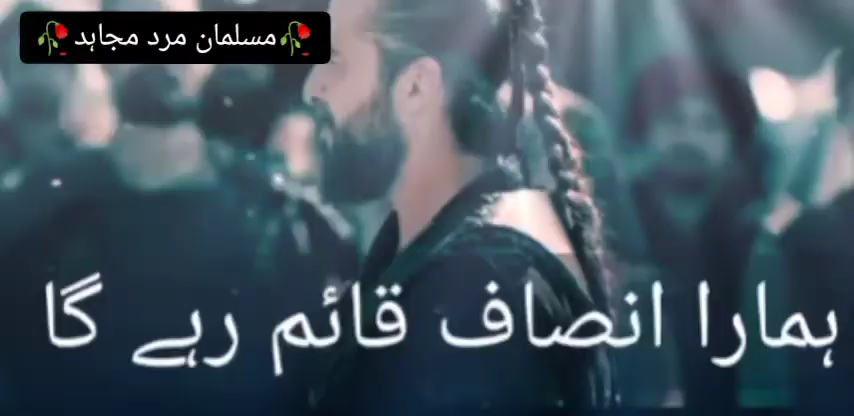 🥀مسلمان مرد مجاہد🥀
ہمارا انصاف قائم رہے گا